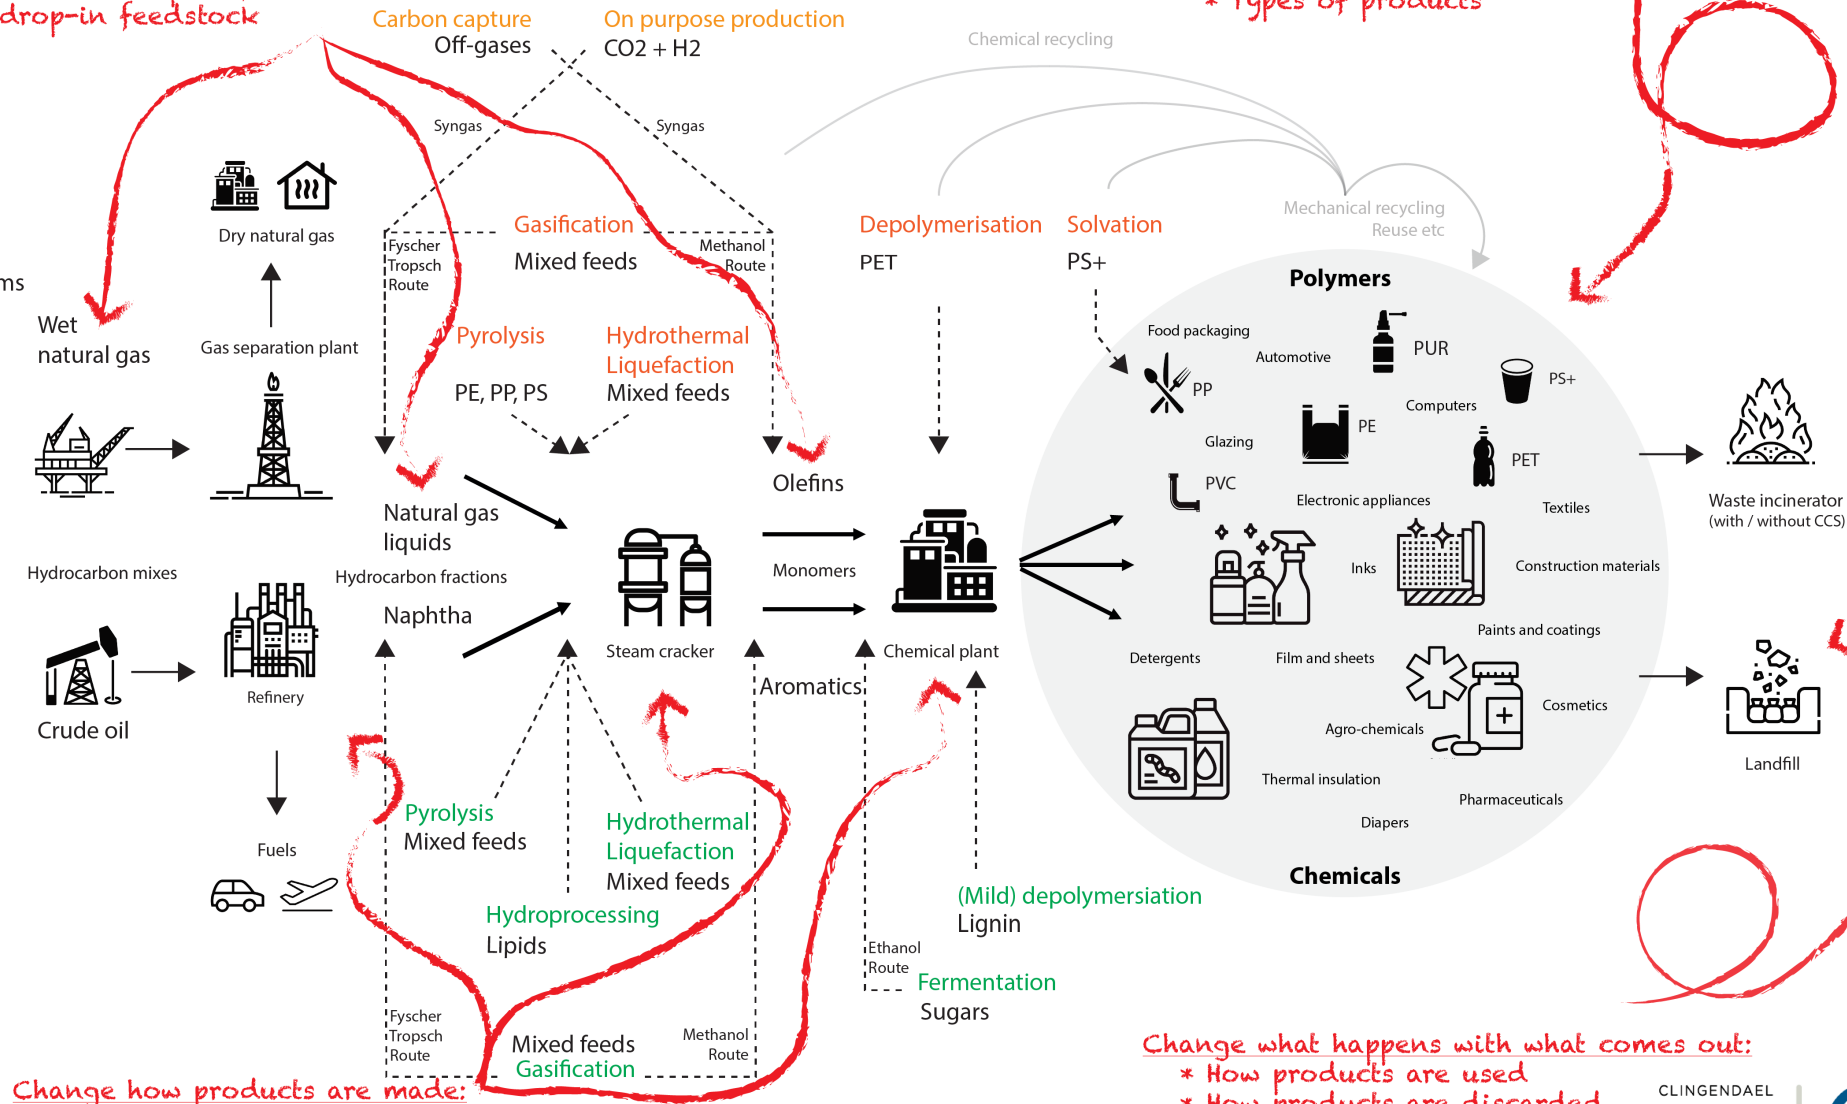 drop-in feedstock
Carbon capture
Off-gases
On purpose production
CO2 + H2
* Types of products
Chemical recycling
Syngas
Syngas
Dry natural gas
Fyscher
Tropsch
Route
Gasification
Mixed feeds
Methanol
Route
Depolymerisation
PET
Solvation
PS+
Mechanical recycling
Reuse etc
ms
Wet
natural gas
Gas separation plant
Pyrolysis
PE, PP, PS
Hydrothermal
Liquefaction
Mixed feeds
Polymers
Food packaging
Automotive
PUR
PP
PS+
Computers
PE
Glazing
PET
PVC
Electronic appliances
Textiles
Waste incinerator
(with / without CCS)
Natural gas
liquids
Olefins
Hydrocarbon mixes
Hydrocarbon fractions
Naphtha
Monomers
Inks
Construction materials
Refinery
Steam cracker
Chemical plant
Aromatics
Crude oil
Paints and coatings
Detergents
Film and sheets
Cosmetics
Agro-chemicals
Thermal insulation
Pharmaceuticals
Diapers
Landfill
Chemicals
Fuels
Pyrolysis
Mixed feeds
Hydrothermal
Liquefaction
Mixed feeds
Hydroprocessing
Lipids
(Mild) depolymersiation
Lignin
Ethanol
Route
Fermentation
Sugars
Fyscher
Tropsch
Route
Mixed feeds
Gasification
Methanol
Route
Change how products are made:
Change what happens with what comes out:
* How products are used
* How products are discarded
CLINGENDAEL